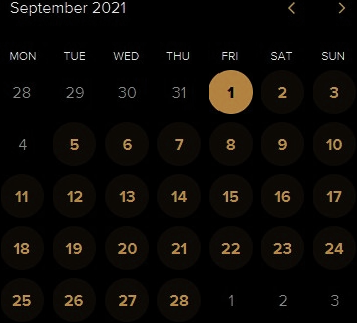 September 2021
MON TUE WED THU FRI SAT SUN
28 29 30 31 1 2 3
4 5 6 7 8 9 10
11 12 13 14 15 16 17
18 19 20 21 22 23 24
25 26 27 28 1 2 3